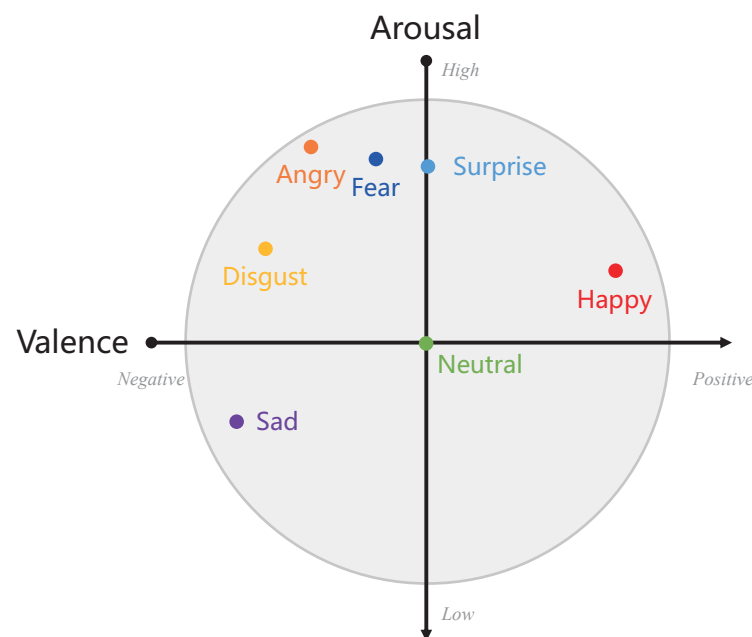 Arousal
High
Angry
Fear
Surprise
Disgust
Happy
Valence
Neutral
Negative
Positive
Sad
Low